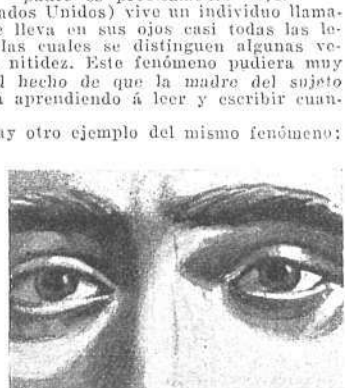 ados Unidos) vive un individuo llama-
e lleva en sus ojos casi todas las le-
las cuales se distinguen algunas ve-
nitidez. Este fenómeno pudiera muy
l hecho de que la madre del sujeto
á aprendiendo á leer y escribir cuan-
ay otro ejemplo del mismo fenómeno: